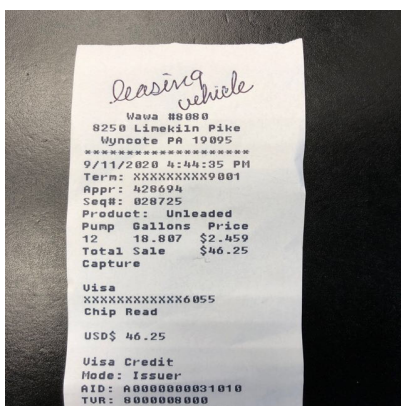 leasing
vehicle
Wawa #8080
8250 Limekiln Pike
Wyncote PA 19095
********************
9/11/2020 4:44:35 PM
Term: XXXXXXXXX9001
Appr: 428694
Seq#: 028725
Product: Unleaded
Pump Gallons Price
12 18.807 $2.459
Total Sale $46.25
Capture
Visa
XXXXXXXXXXXX6055
Chip Read
USD$ 46.25
Visa Credit
Mode: Issuer
AID: A0000000031010
TVR: 8000008000